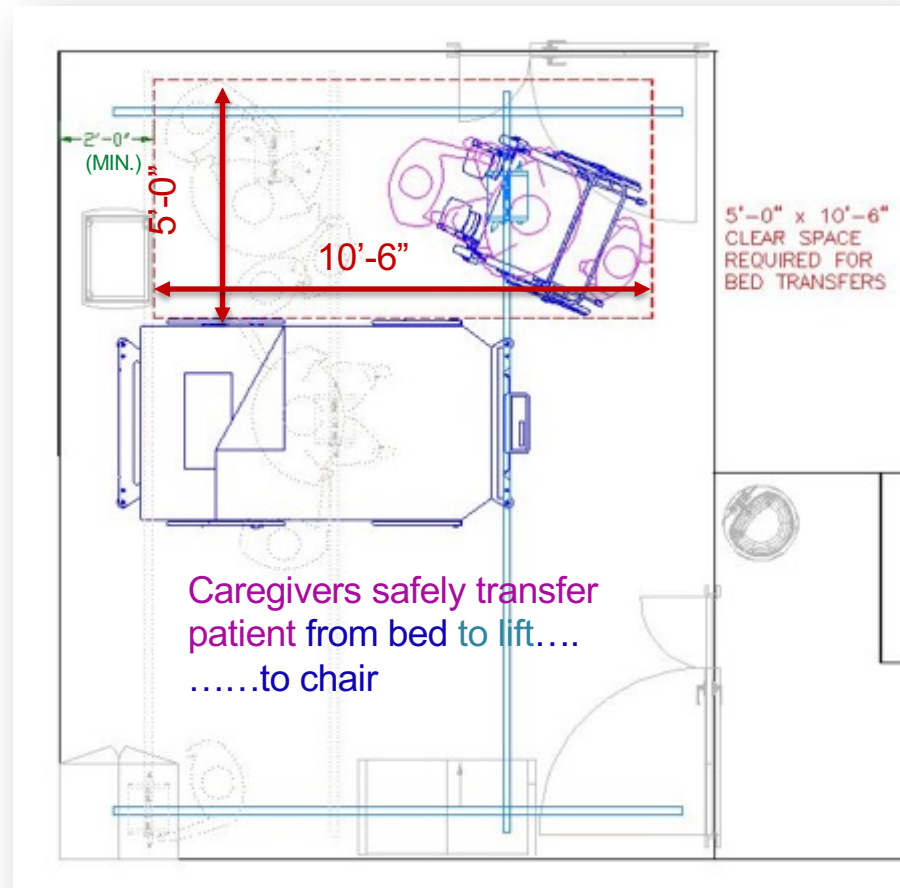 2'-0"
(MIN.)
5'-0"
10'-6"
5'-0" x 10'-6"
CLEAR SPACE
REQUIRED FOR
BED TRANSFERS
Caregivers safely transfer
patient from bed to lift….
……to chair